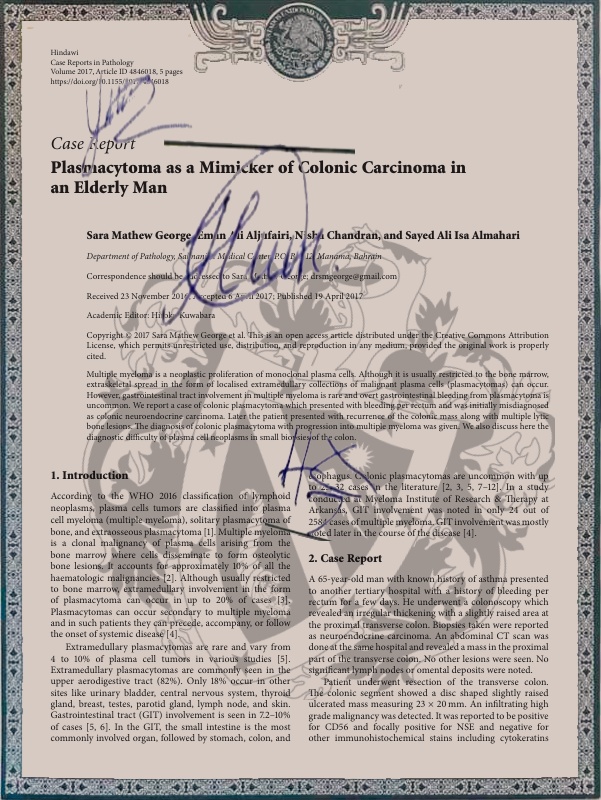 Hindawi
Case Reports in Pathology
Volume 2017, Article ID 4846018, 5 pages
https://doi.org/10.1155/2017/4846018
Case Report
Plasmacytoma as a Mimicker of Colonic Carcinoma in
an Elderly Man
Sara Mathew George, Eman Ali Aljufairi, Nisha Chandran, and Sayed Ali Isa Almahari
Department of Pathology, Salmaniya Medical Center, P.O. Box 12, Manama, Bahrain
Correspondence should be addressed to Sara Mathew George; drsmgeorge@gmail.com
Received 23 November 2016; Accepted 6 April 2017; Published 19 April 2017
Academic Editor: Hiroko Kuwabara
Copyright © 2017 Sara Mathew George et al. This is an open access article distributed under the Creative Commons Attribution
License, which permits unrestricted use, distribution, and reproduction in any medium, provided the original work is properly
cited.
Multiple myeloma is a neoplastic proliferation of monoclonal plasma cells. Although it is usually restricted to the bone marrow,
extraskeletal spread in the form of localised extramedullary collections of malignant plasma cells (plasmacytomas) can occur.
However, gastrointestinal tract involvement in multiple myeloma is rare and overt gastrointestinal bleeding from plasmacytoma is
uncommon. We report a case of colonic plasmacytoma which presented with bleeding per rectum and was initially misdiagnosed
as colonic neuroendocrine carcinoma. Later the patient presented with recurrence of the colonic mass along with multiple lytic
bone lesions. The diagnosis of colonic plasmacytoma with progression into multiple myeloma was given. We also discuss here the
diagnostic difficulty of plasma cell neoplasms in small biopsies of the colon.
1. Introduction
According to the WHO 2016 classification of lymphoid
neoplasms, plasma cells tumors are classified into plasma
cell myeloma (multiple myeloma), solitary plasmacytoma of
bone, and extraosseous plasmacytoma [1]. Multiple myeloma
is a clonal malignancy of plasma cells arising from the
bone marrow where cells disseminate to form osteolytic
bone lesions. It accounts for approximately 10% of all the
haematologic malignancies [2]. Although usually restricted
to bone marrow, extramedullary involvement in the form
of plasmacytoma can occur in up to 20% of cases [3].
Plasmacytomas can occur secondary to multiple myeloma
and in such patients they can precede, accompany, or follow
the onset of systemic disease [4].
Extramedullary plasmacytomas are rare and vary from
4 to 10% of plasma cell tumors in various studies [5].
Extramedullary plasmacytomas are commonly seen in the
upper aerodigestive tract (82%). Only 18% occur in other
sites like urinary bladder, central nervous system, thyroid
gland, breast, testes, parotid gland, lymph node, and skin.
Gastrointestinal tract (GIT) involvement is seen in 7.2–10%
of cases [5, 6]. In the GIT, the small intestine is the most
commonly involved organ, followed by stomach, colon, and
esophagus. Colonic plasmacytomas are uncommon with up
to 22–32 cases in the literature [2, 3, 5, 7–12]. In a study
conducted at Myeloma Institute of Research & Therapy at
Arkansas, GIT involvement was noted in only 24 out of
2584 cases of multiple myeloma. GIT involvement was mostly
noted later in the course of the disease [4].
2. Case Report
A 65-year-old man with known history of asthma presented
to another tertiary hospital with a history of bleeding per
rectum for a few days. He underwent a colonoscopy which
revealed an irregular thickening with a slightly raised area at
the proximal transverse colon. Biopsies taken were reported
as neuroendocrine carcinoma. An abdominal CT scan was
done at the same hospital and revealed a mass in the proximal
part of the transverse colon. No other lesions were seen. No
significant lymph nodes or omental deposits were noted.
Patient underwent resection of the transverse colon.
The colonic segment showed a disc shaped slightly raised
ulcerated mass measuring 23 × 20 mm. An infiltrating high
grade malignancy was detected. It was reported to be positive
for CD56 and focally positive for NSE and negative for
other immunohistochemical stains including cytokeratins